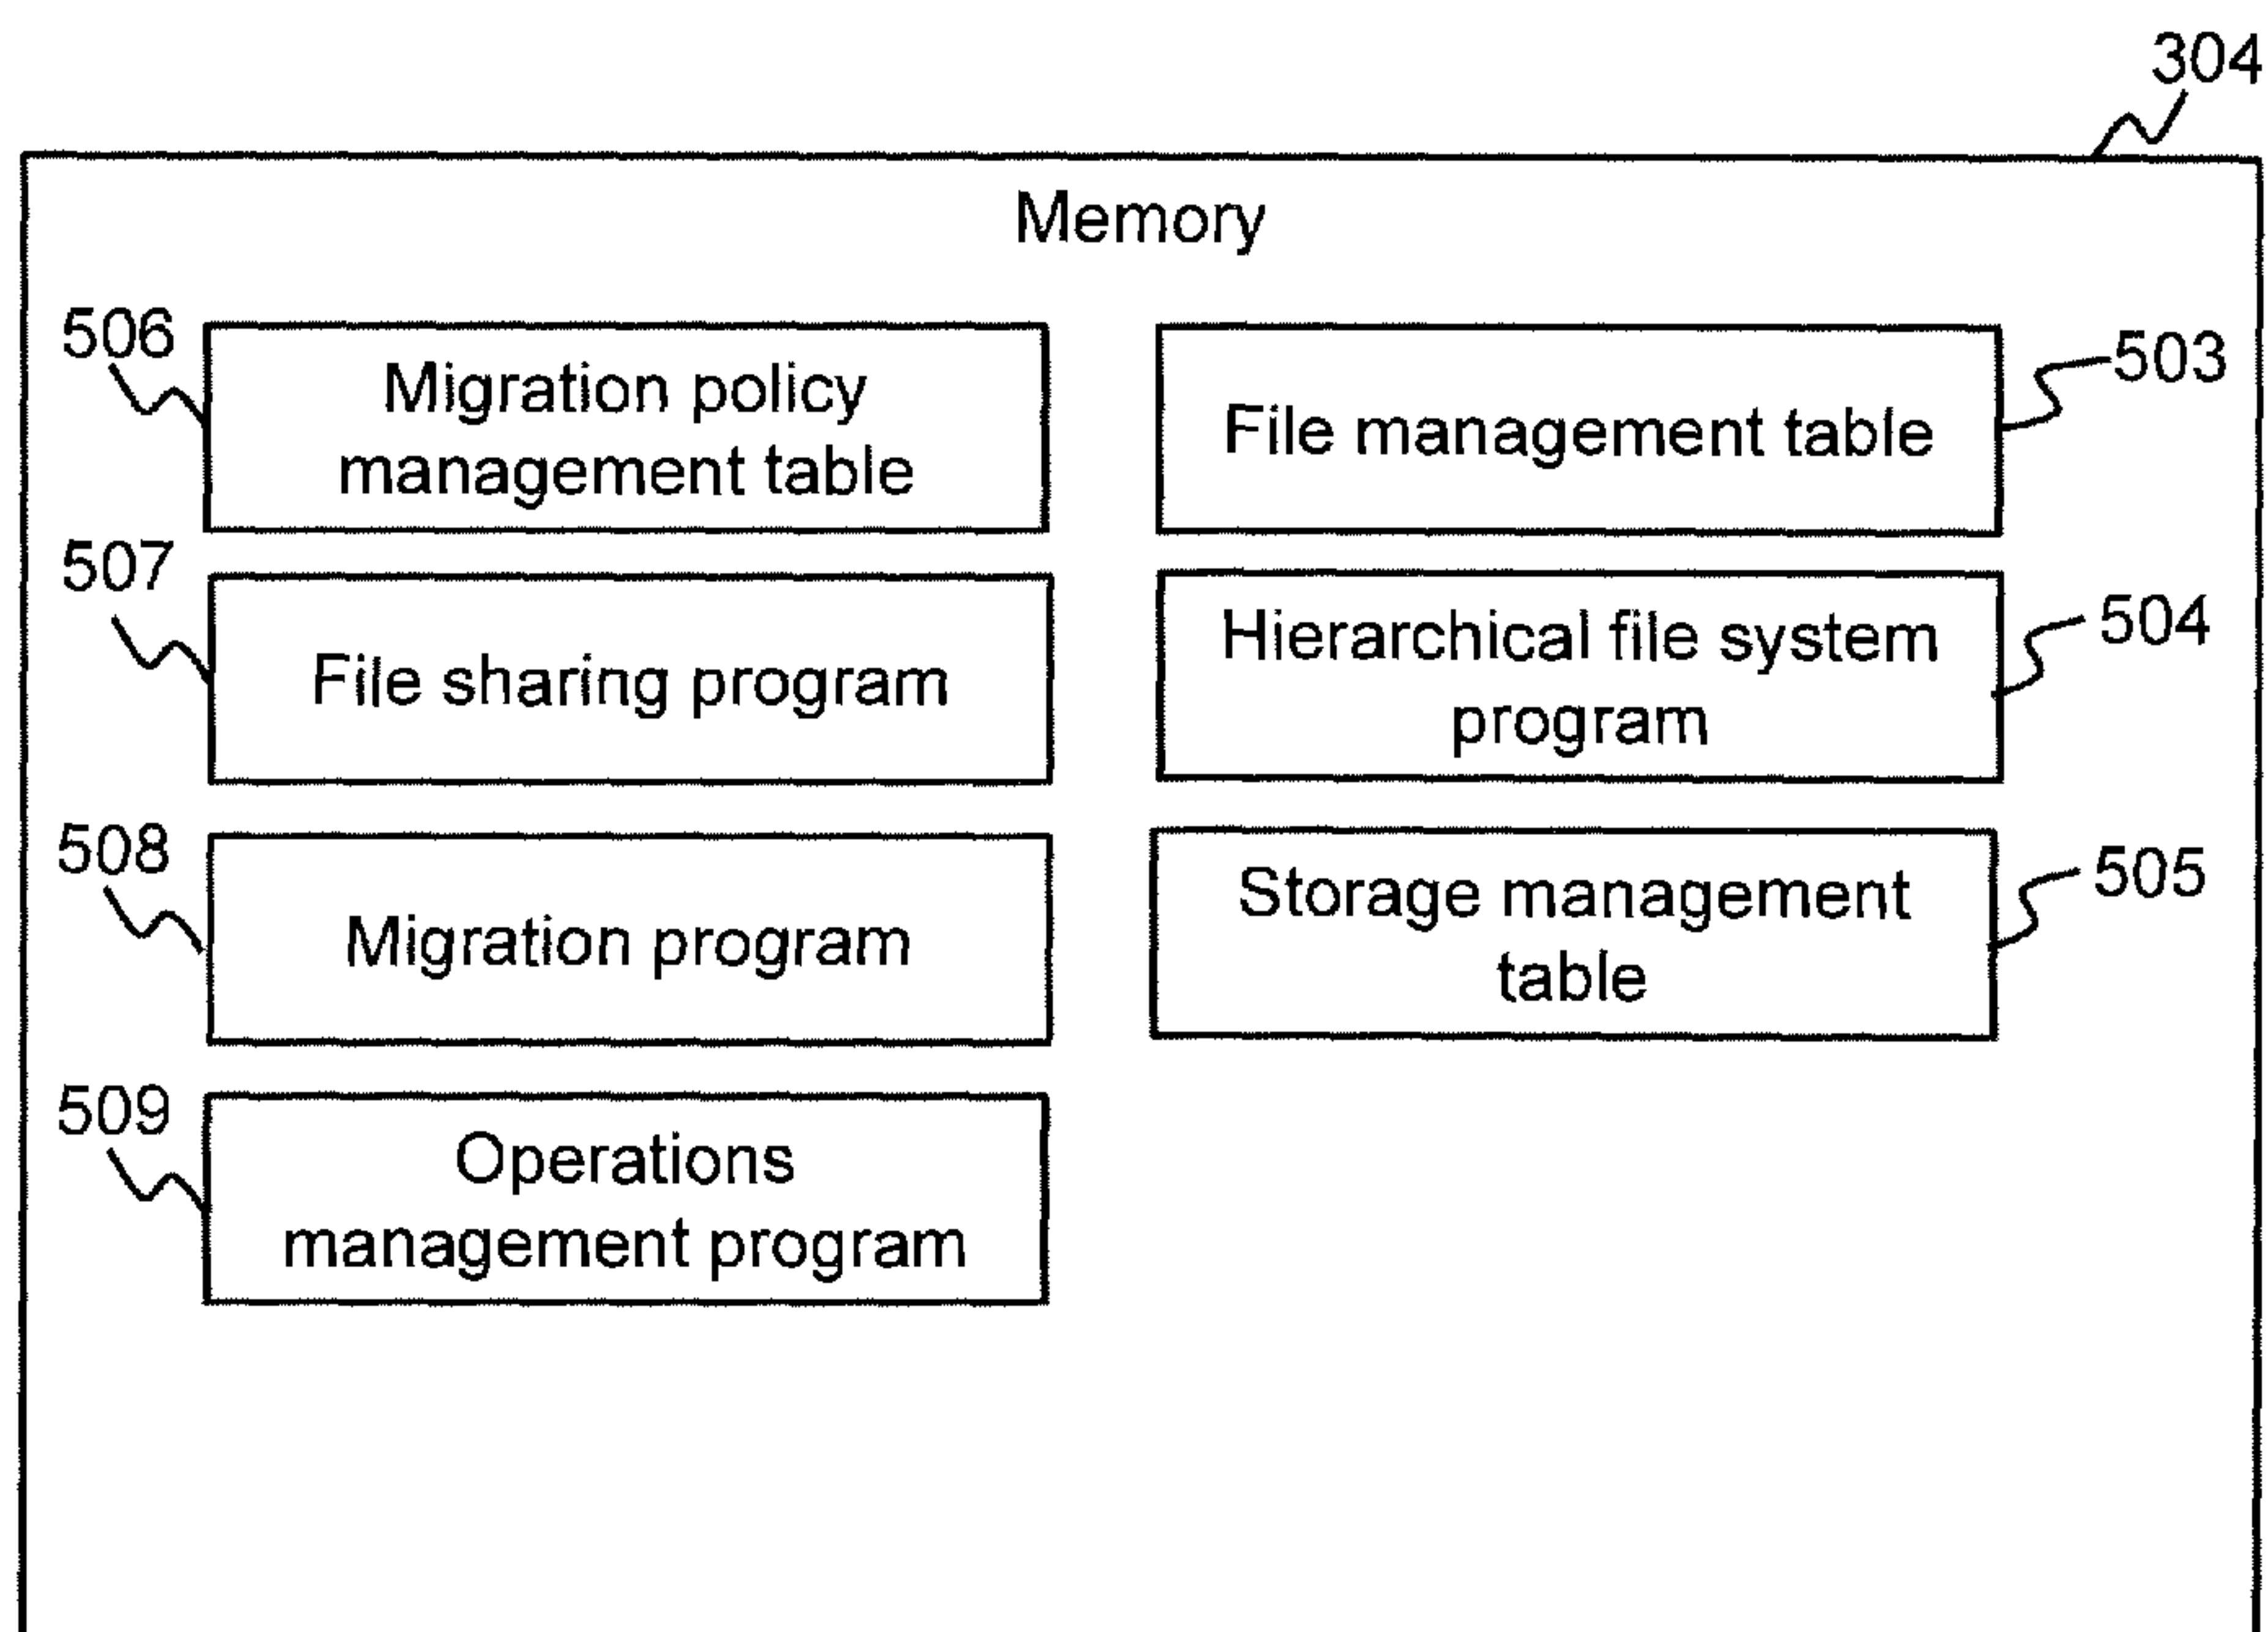 304
Memory
506
Migration policy
management table
503
File management table
507
File sharing program
504
Hierarchical file system
program
508
Migration program
505
Storage management
table
509
Operations
management program